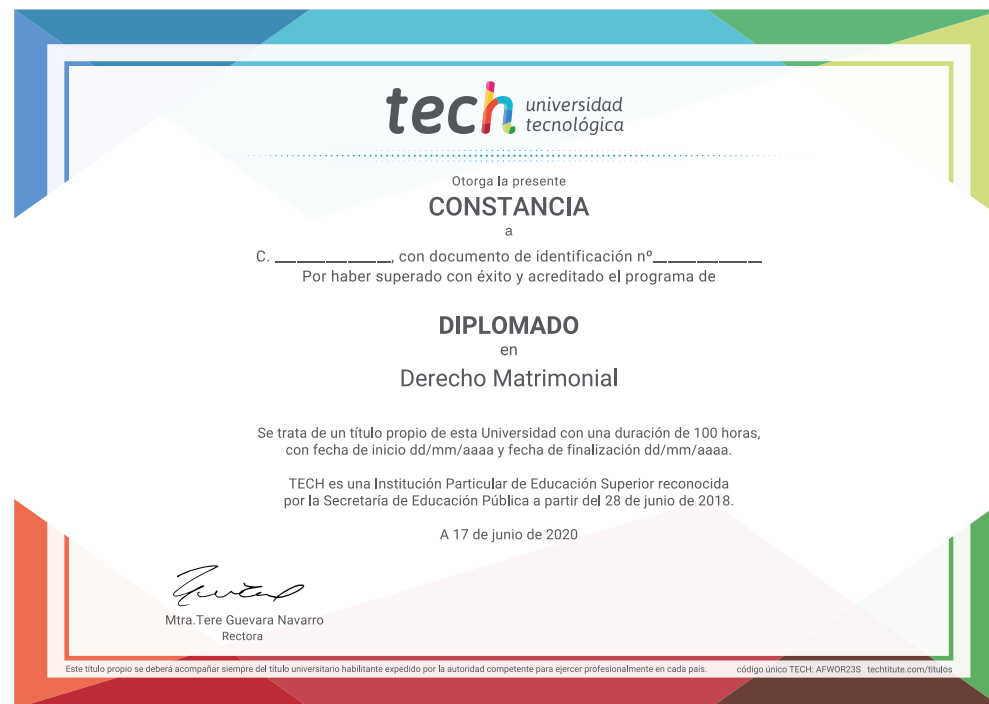 tech universidad
tecnológica
Otorga la presente
CONSTANCIA
a
C. ________________, con documento de identificación nº_______________
Por haber superado con éxito y acreditado el programa de
DIPLOMADO
en
Derecho Matrimonial
Se trata de un título propio de esta Universidad con una duración de 100 horas,
con fecha de inicio dd/mm/aaaa y fecha de finalización dd/mm/aaaa.
TECH es una Institución Particular de Educación Superior reconocida
por la Secretaría de Educación Pública a partir del 28 de junio de 2018.
A 17 de junio de 2020
Mtra.Tere Guevara Navarro
Rectora
Este título propio se deberá acompañar siempre del título universitario habilitante expedido por la autoridad competente para ejercer profesionalmente en cada país. código único TECH: AFWOR23S techtitute.com/titulos